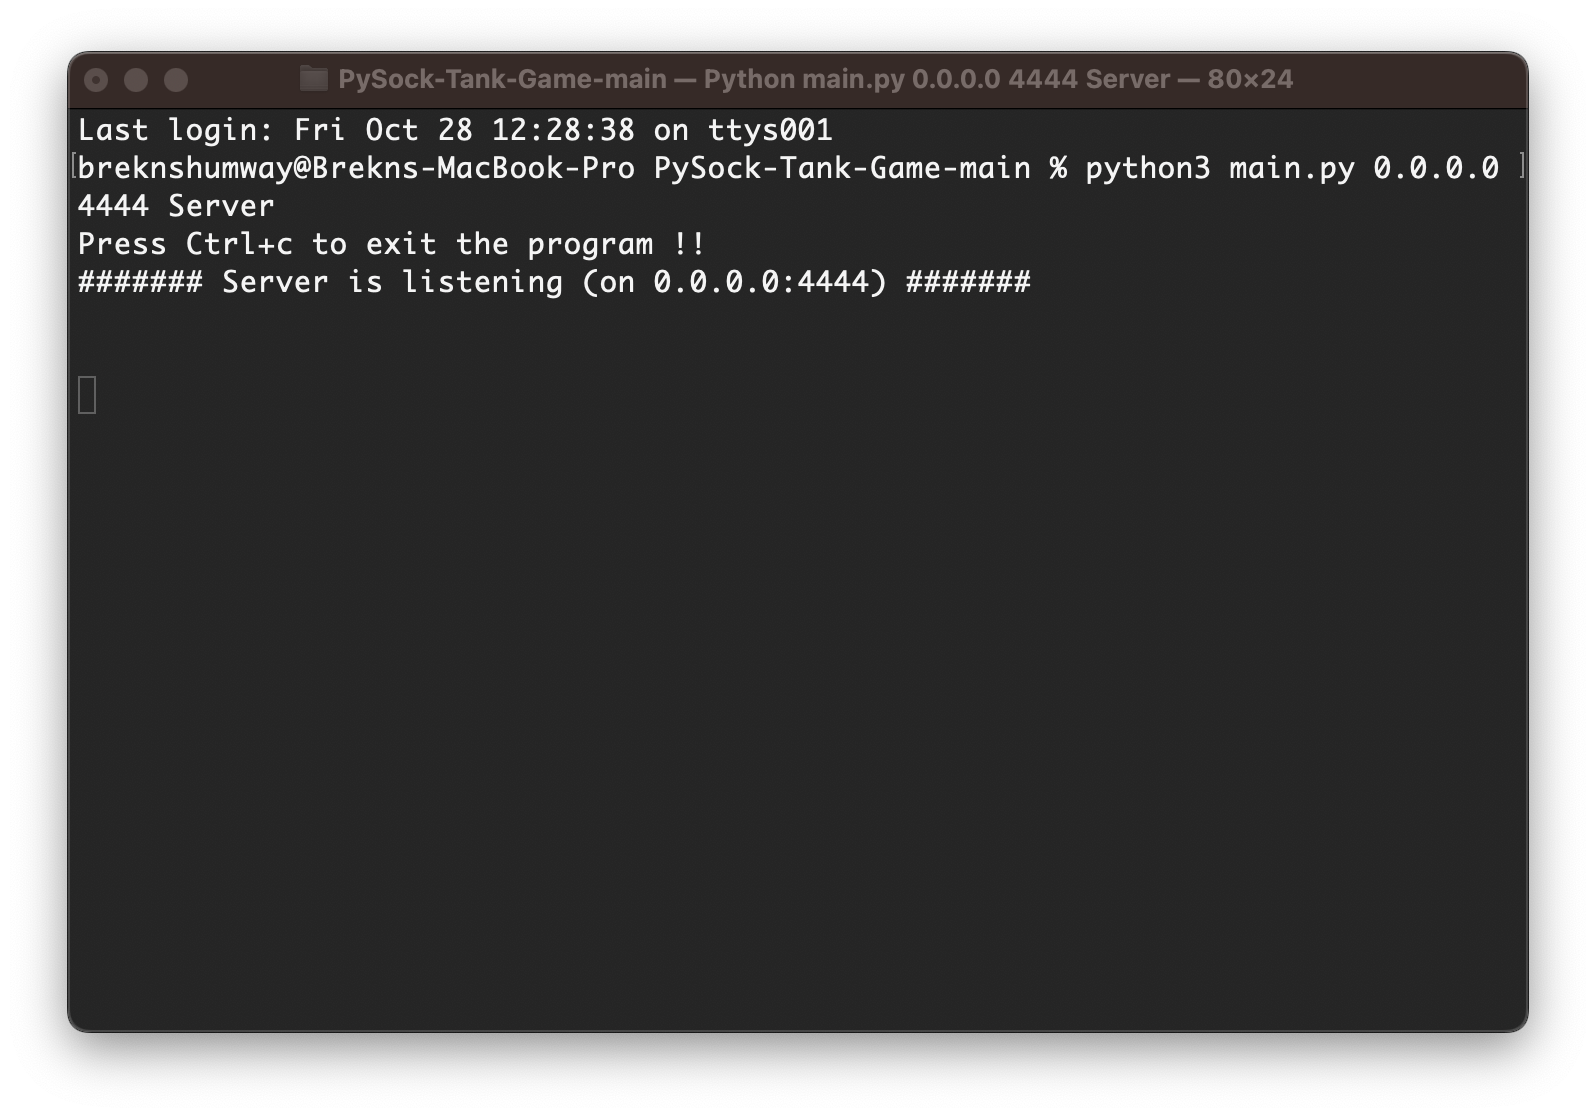 PySock-Tank-Game-main — Python main.py 0.0.0.0 4444 Server — 80×24
Last login: Fri Oct 28 12:28:38 on ttys001
[breknshumway@Brekns-MacBook-Pro PySock-Tank-Game-main % python3 main.py 0.0.0.0 ]
4444 Server
Press Ctrl+c to exit the program !!
####### Server is listening (on 0.0.0.0:4444) #######